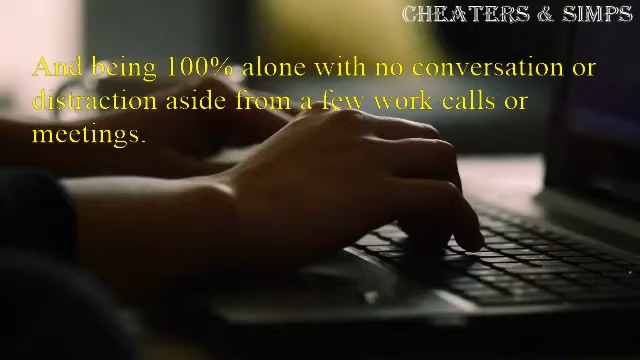 CHEATERS & SIMPS
And being 100% alone with no conversation or
distraction aside from a few work calls or
meetings.